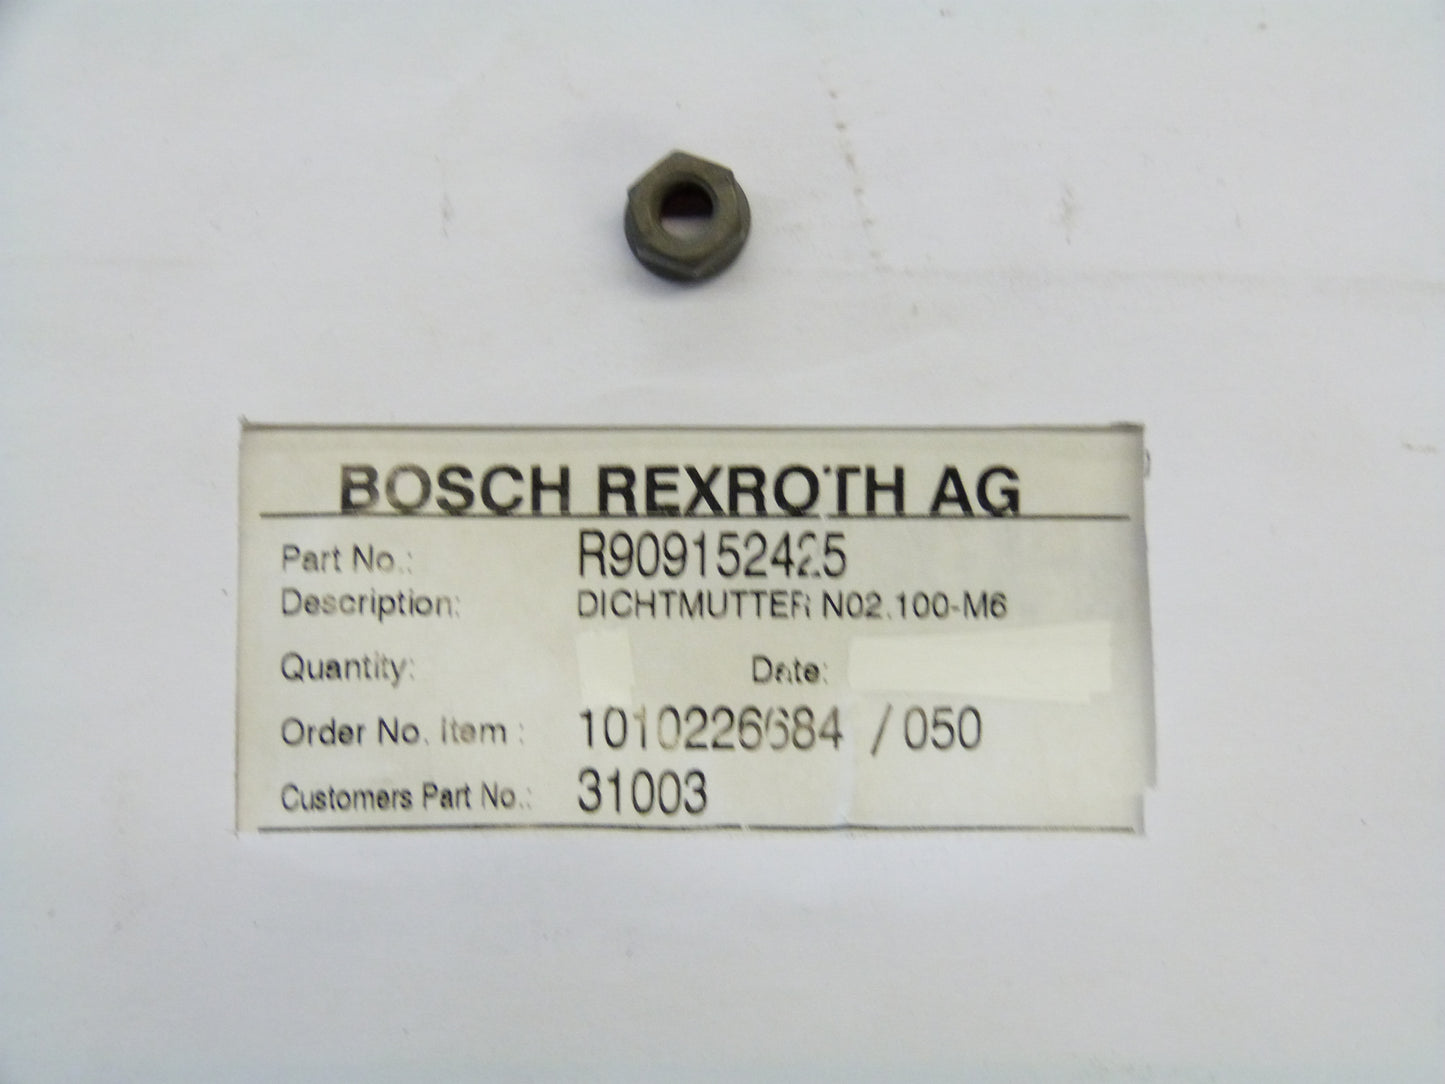 BOSCH REXROTH AG
Part No.: R909152425
Description: DICHTMUTTER N02.100-M6
Quantity: Date:
Order No. Item : 1010226684 / 050
Customers Part No.: 31003